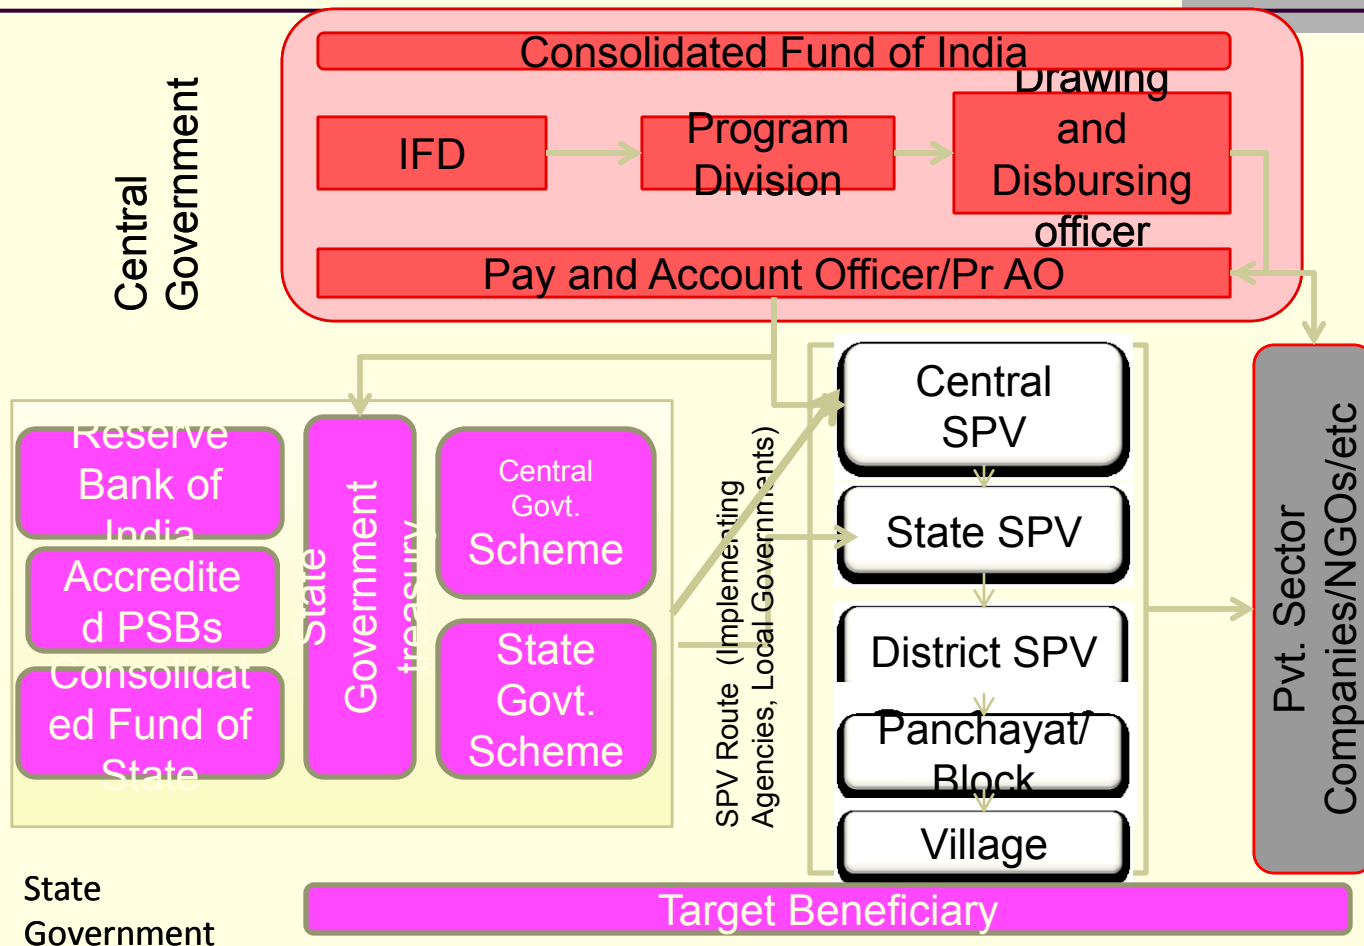 Consolidated Fund of India
Central
Government
IFD
Program
Division
Drawing
and
Disbursing
officer
Pay and Account Officer/Pr AO
Reserve
Bank of
India
Accredite
d PSBs
Consolidat
ed Fund of
State
State
Government
treasury
Central
Govt.
Scheme
State
Govt.
Scheme
SPV Route (Implementing
Agencies, Local Governments)
Central
SPV
State SPV
District SPV
Panchayat/
Block
Village
Pvt. Sector
Companies/NGOs/etc
State
Government
Target Beneficiary